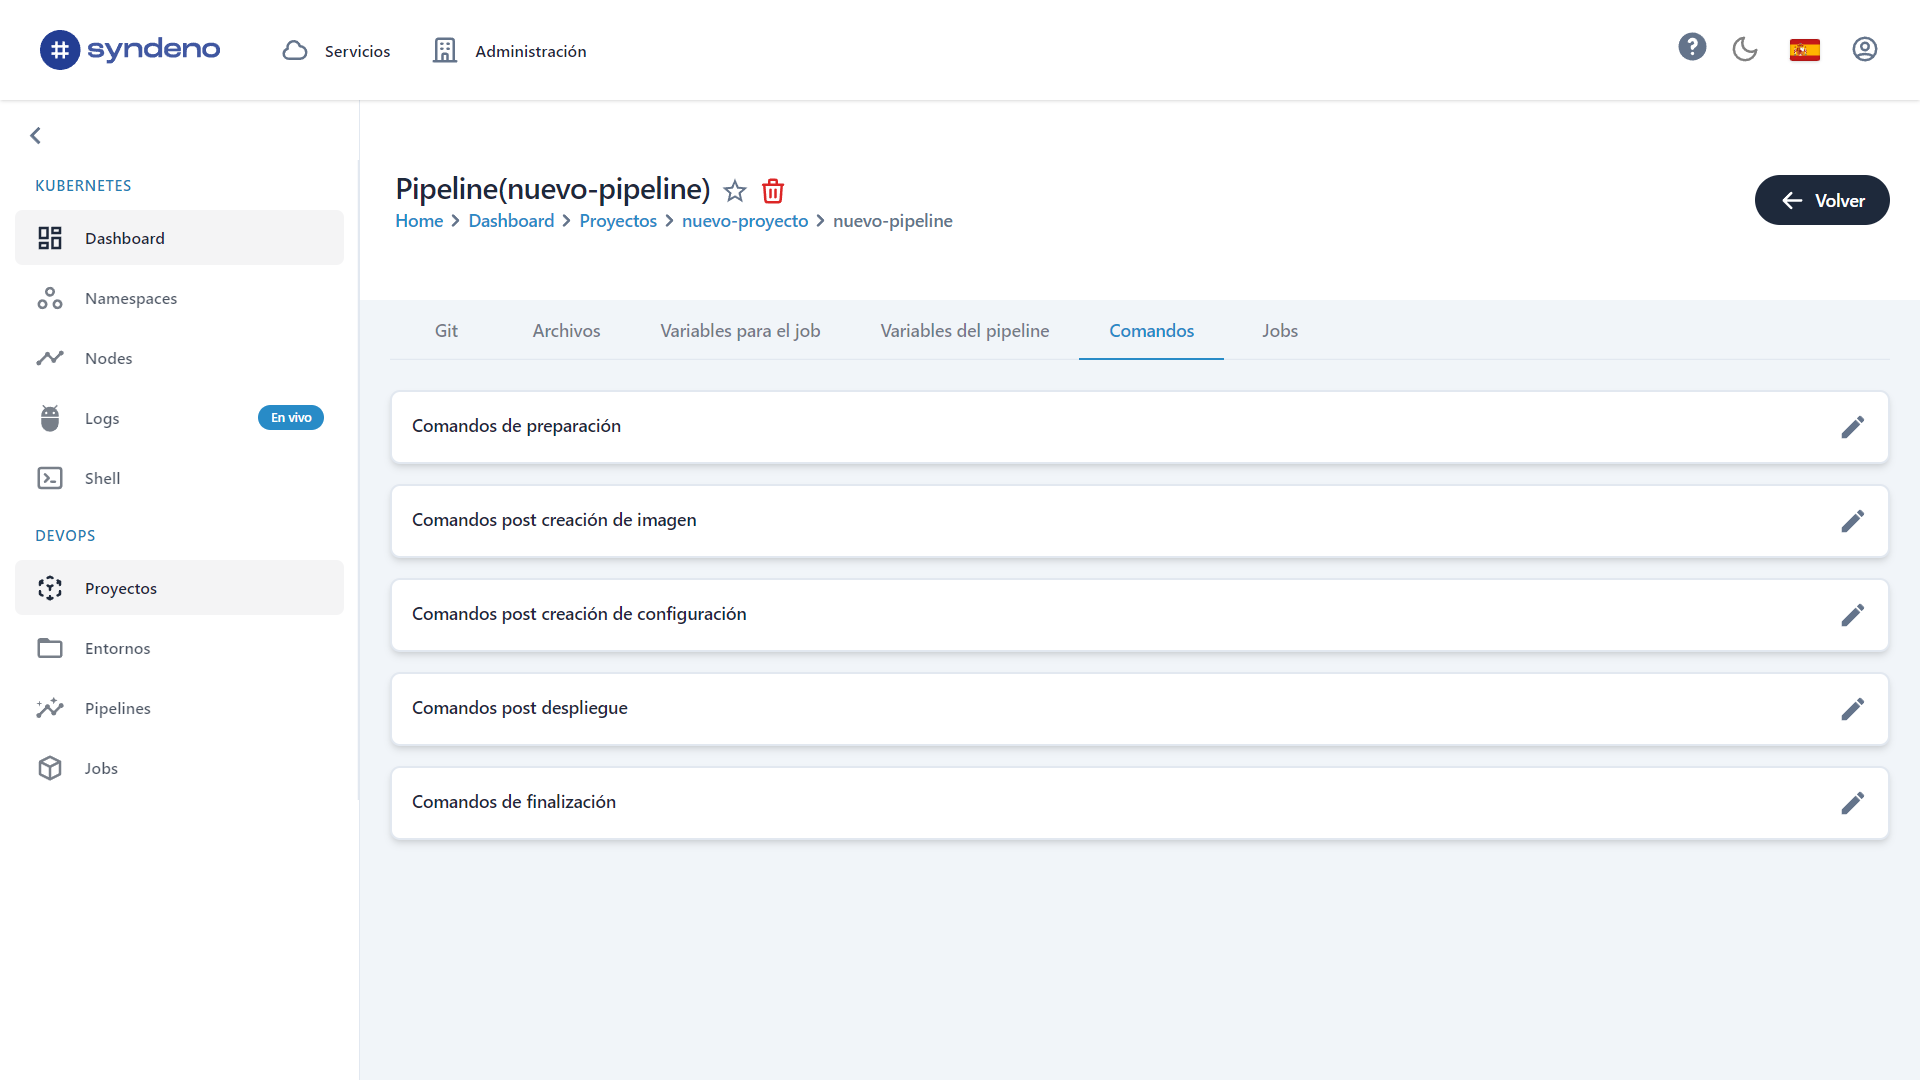 syndeno
Servicios
Administración
KUBERNETES
Dashboard
Namespaces
Nodes
Logs
En vivo
Shell
DEVOPS
Proyectos
Entornos
Pipelines
Jobs
Pipeline(nuevo-pipeline)
Home > Dashboard > Proyectos > nuevo-proyecto > nuevo-pipeline
Volver
Git
Archivos
Variables para el job
Variables del pipeline
Comandos
Jobs
Comandos de preparación
Comandos post creación de imagen
Comandos post creación de configuración
Comandos post despliegue
Comandos de finalización